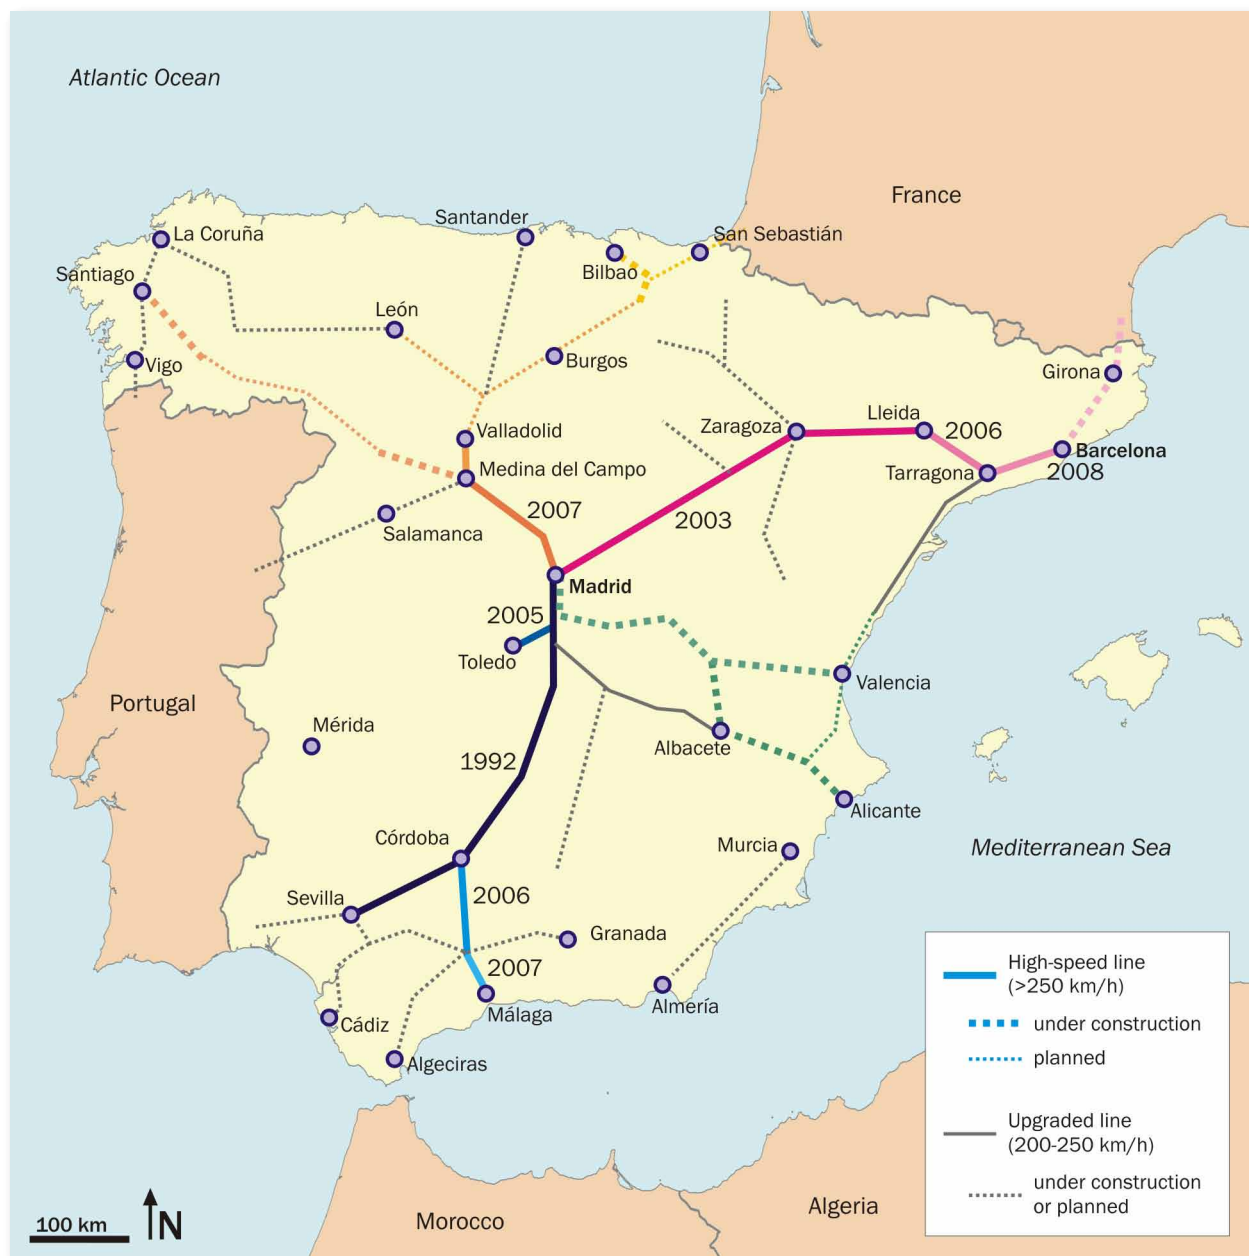 Atlantic Ocean
France
Santander
La Coruña
San Sebastián
Bilbao
Santiago
León
Vigo
Burgos
Girona
Lleida
Zaragoza
2006
Valladolid
Barcelona
Medina del Campo
Tarragona
2008
2007
2003
Salamanca
Madrid
2005
Toledo
Valencia
Portugal
Mérida
Albacete
1992
Alicante
Córdoba
Murcia
Mediterranean Sea
Sevilla
2006
Granada
2007
Málaga
Almería
Cádiz
Algeciras
High-speed line
(>250 km/h)
under construction
planned
Upgraded line
(200-250 km/h)
under construction
or planned
100 km
N
Morocco
Algeria